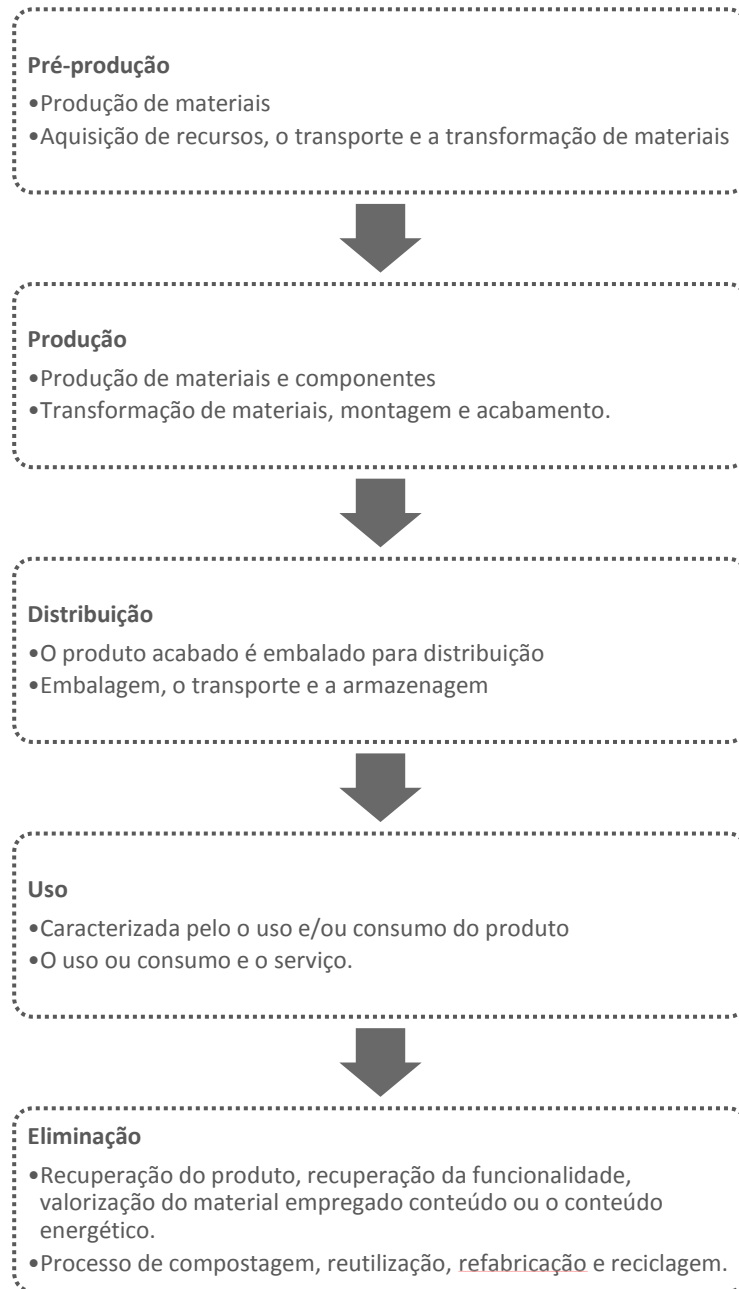 Pré-produção
•Produção de materiais
•Aquisição de recursos, o transporte e a transformação de materiais
Produção
•Produção de materiais e componentes
•Transformação de materiais, montagem e acabamento.
Distribuição
•O produto acabado é embalado para distribuição
•Embalagem, o transporte e a armazenagem
Uso
•Caracterizada pelo o uso e/ou consumo do produto
•O uso ou consumo e o serviço.
Eliminação
•Recuperação do produto, recuperação da funcionalidade,
valorização do material empregado conteúdo ou o conteúdo
energético.
•Processo de compostagem, reutilização, refabricação e reciclagem.